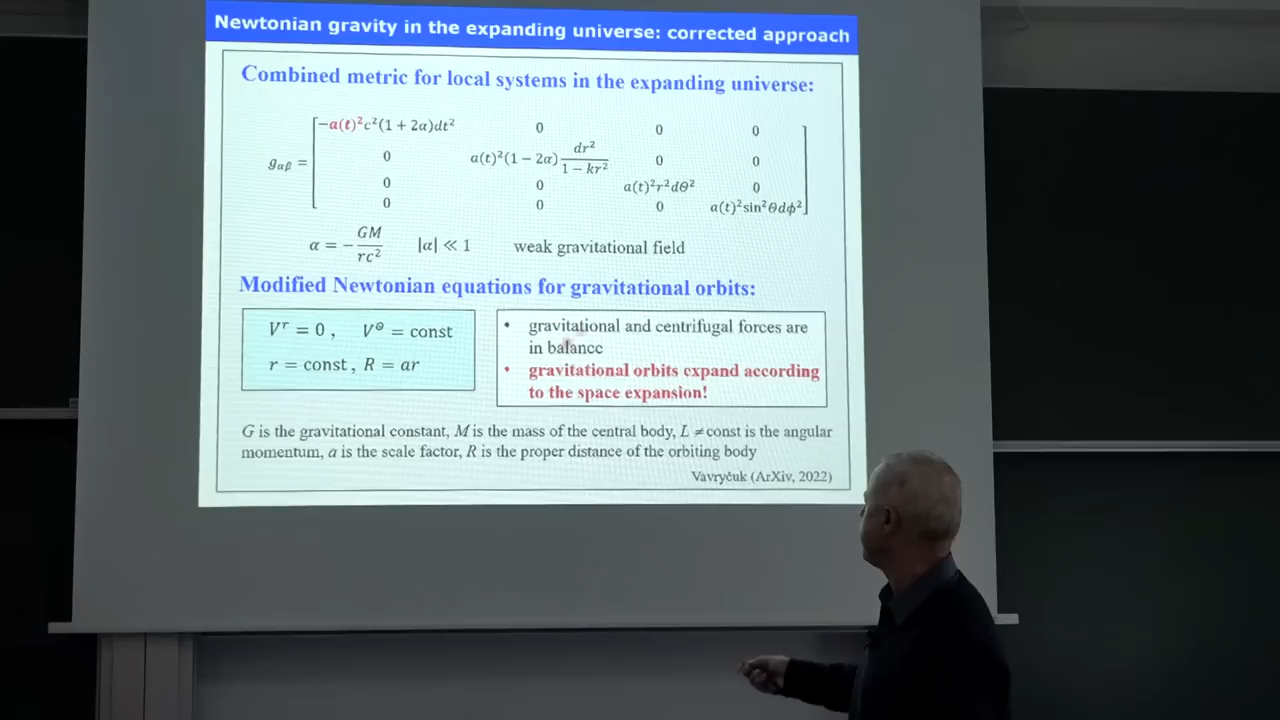 Newtonian gravity in the expanding universe: corrected approach
Combined metric for local systems in the expanding universe:
−a(t)²c²(1 + 2α)dt² 0 0 0
gαβ = 0 a(t)²(1 − 2α) dr²/(1 − kr²) 0 0
0 0 a(t)²r²dΘ² 0
0 0 0 a(t)²sin²Θdϕ²
α = − GM/rc² |α| ≪ 1 weak gravitational field
Modified Newtonian equations for gravitational orbits:
Vʳ = 0 , V^Θ = const
r = const , R = ar
• gravitational and centrifugal forces are
in balance
• gravitational orbits expand according
to the space expansion!
G is the gravitational constant, M is the mass of the central body, L ≠ const is the angular
momentum, a is the scale factor, R is the proper distance of the orbiting body
Vavryčuk (ArXiv, 2022)